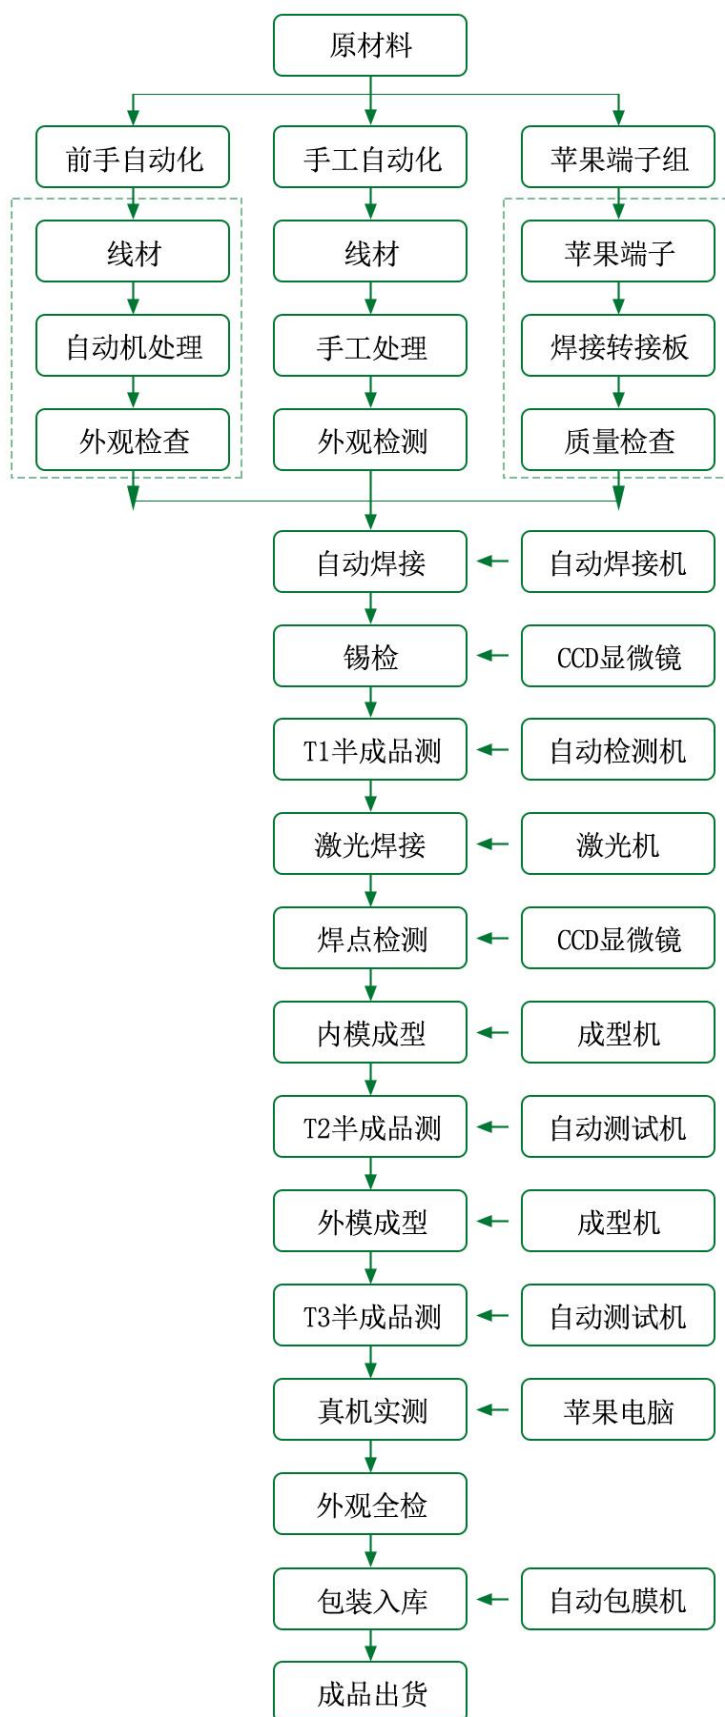 原材料
前手自动化
手工自动化
苹果端子组
线材
线材
苹果端子
自动机处理
手工处理
焊接转接板
外观检查
外观检测
质量检查
自动焊接
自动焊接机
锡检
CCD显微镜
T1半成品测
自动检测机
激光焊接
激光机
焊点检测
CCD显微镜
内模成型
成型机
T2半成品测
自动测试机
外模成型
成型机
T3半成品测
自动测试机
真机实测
苹果电脑
外观全检
包装入库
自动包膜机
成品出货